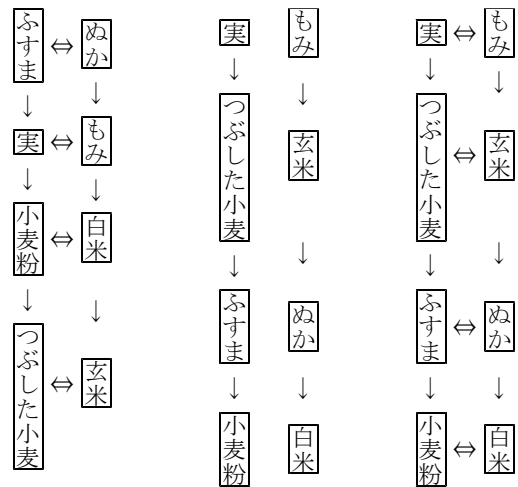 ふすま ⇔ ぬか
↓ ↓
実 ⇔ もみ
↓ ↓
小麦粉 ⇔ 白米
↓ ↓
つぶした小麦 ⇔ 玄米
実 もみ
↓ ↓
つぶした小麦 玄米
↓ ↓
ふすま ぬか
↓ ↓
小麦粉 白米
実 ⇔ もみ
↓ ↓
つぶした小麦 ⇔ 玄米
↓ ↓
ふすま ⇔ ぬか
↓ ↓
小麦粉 ⇔ 白米